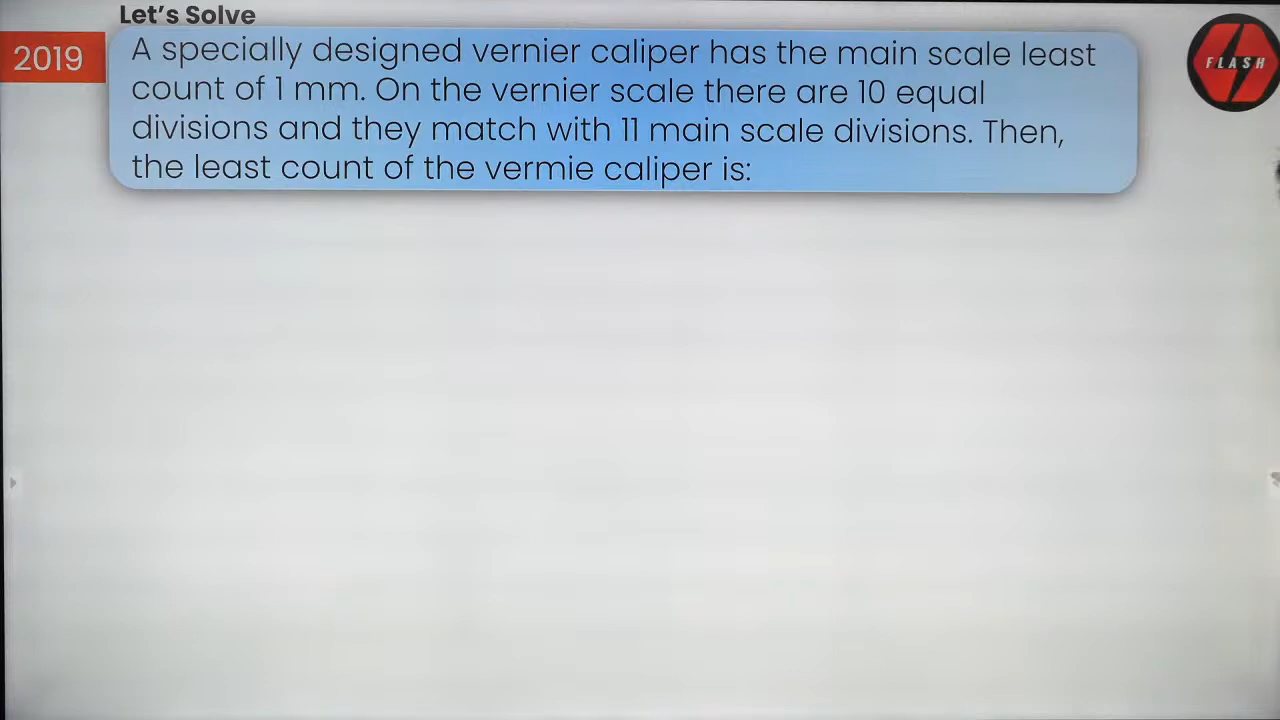 Let's Solve
2019
A specially designed vernier caliper has the main scale least
count of 1 mm. On the vernier scale there are 10 equal
divisions and they match with 11 main scale divisions. Then,
the least count of the vermie caliper is:
FLASH